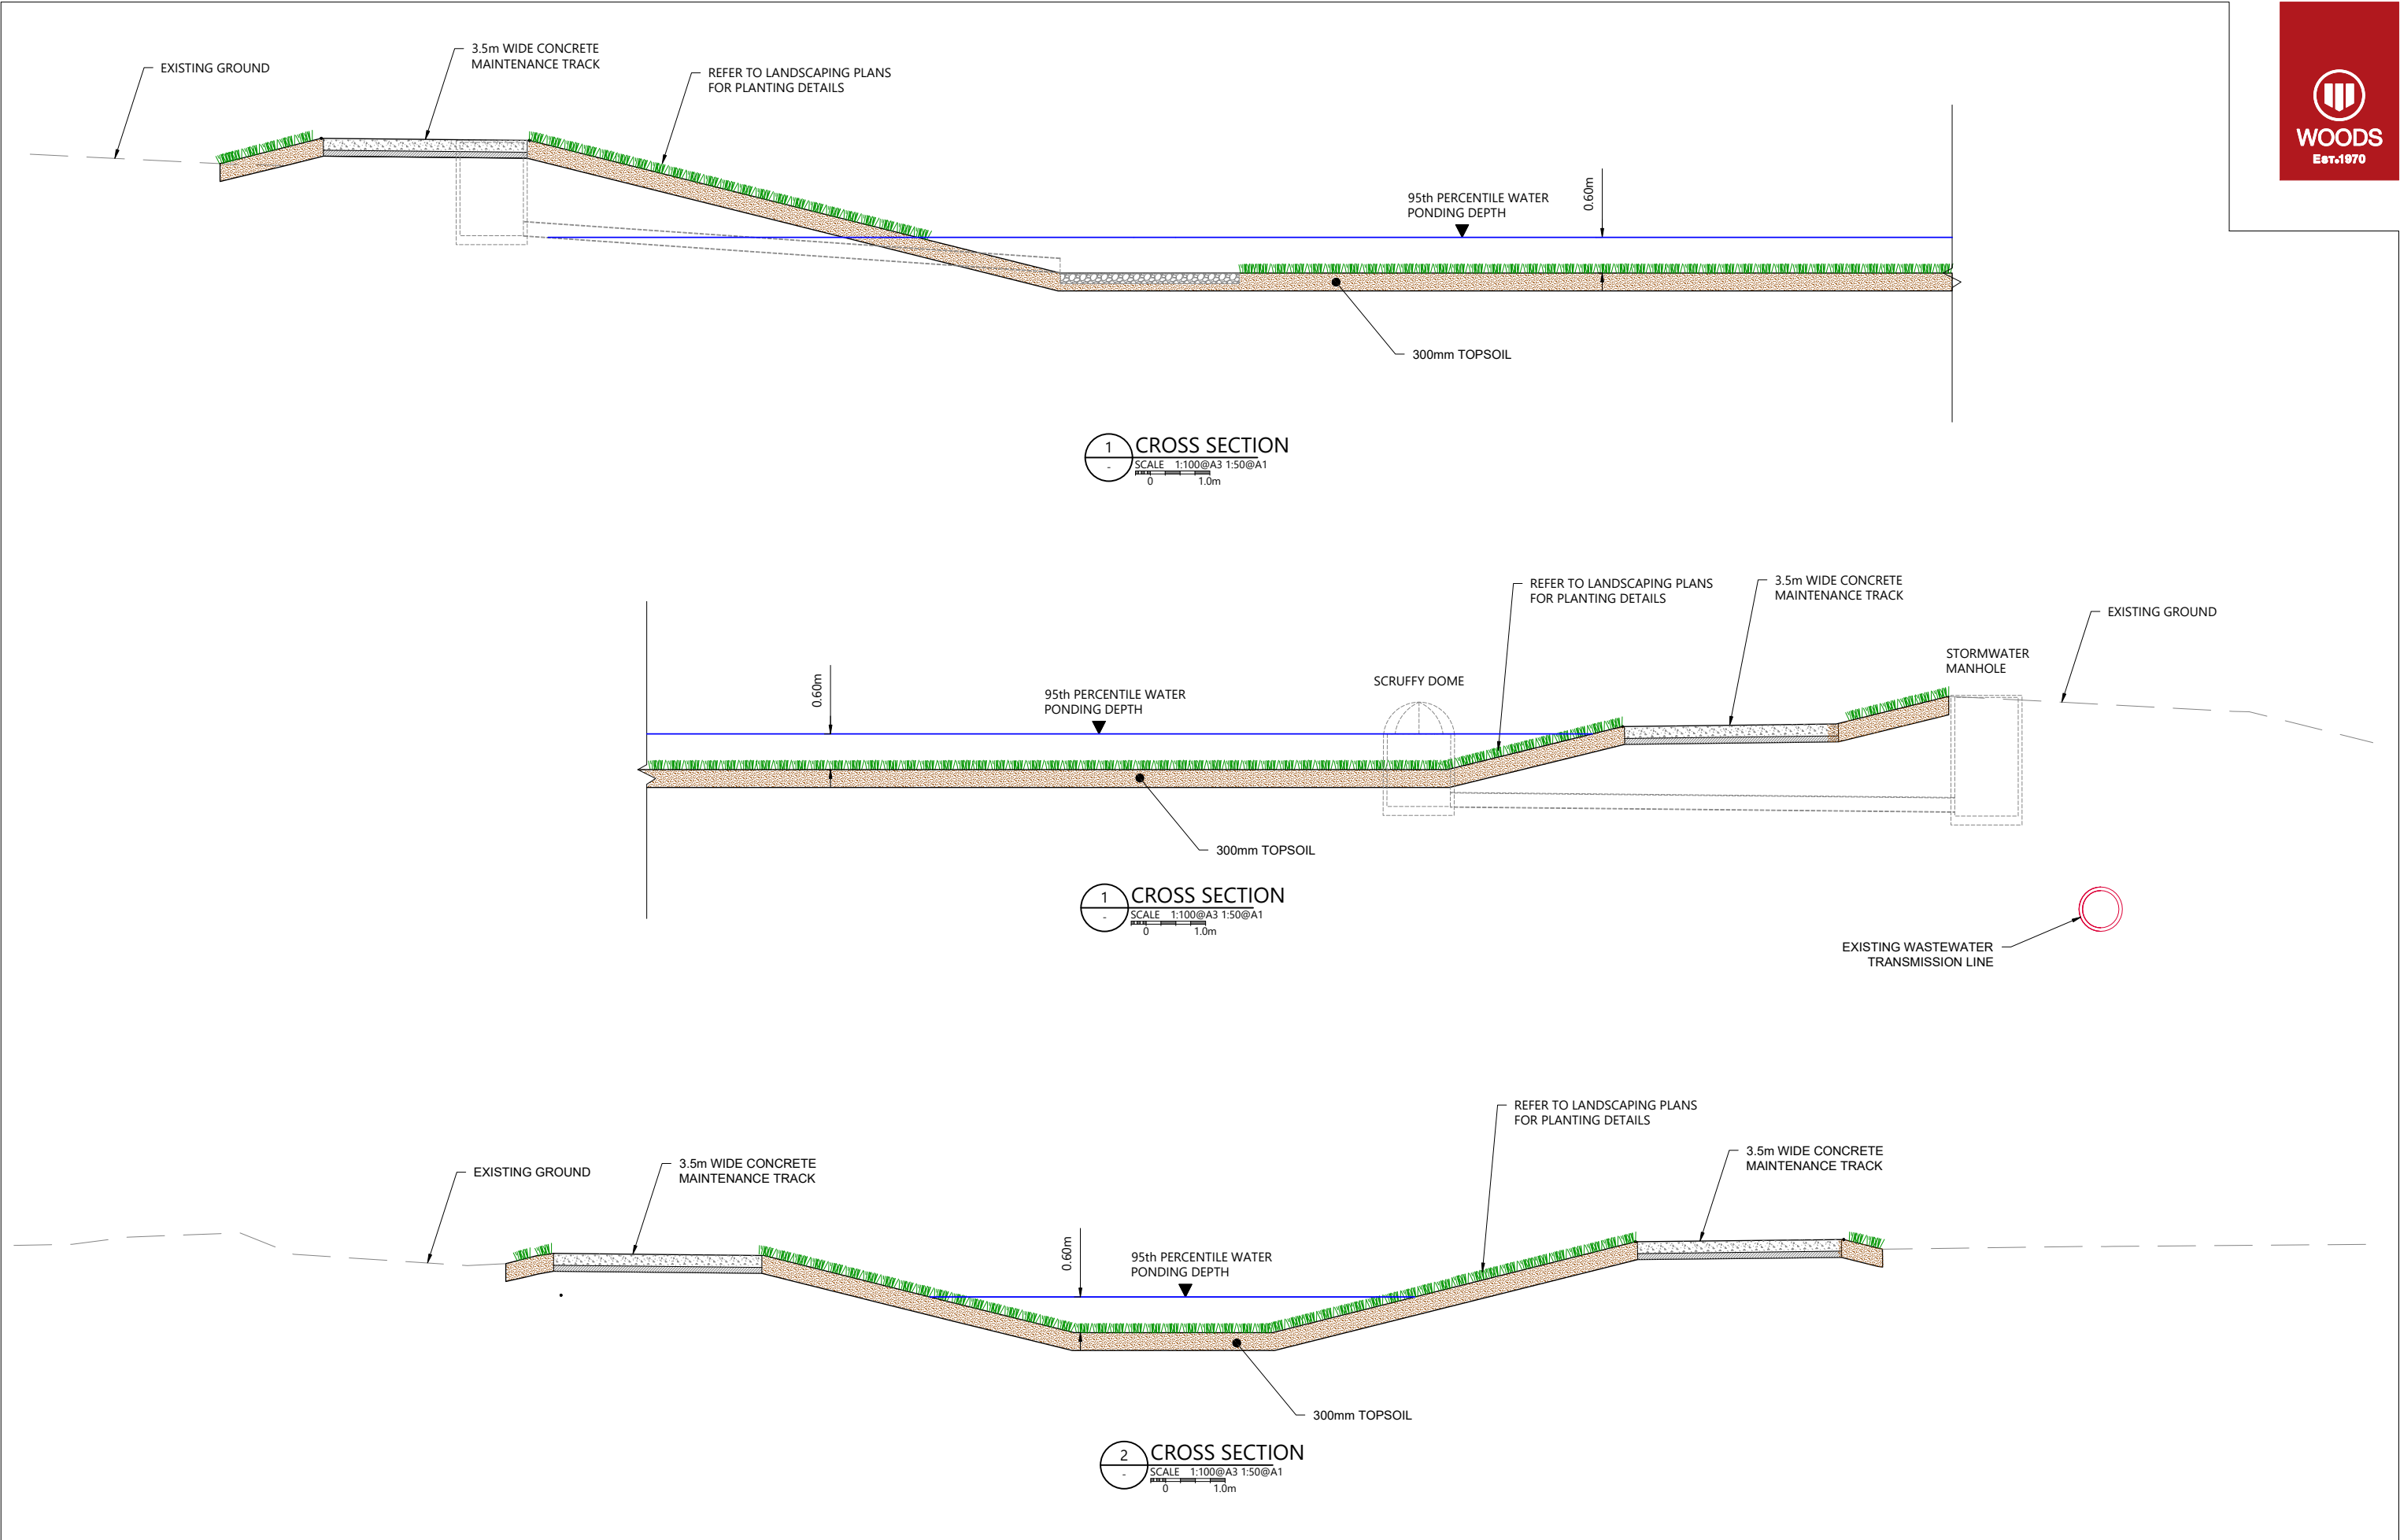 WOODS
EST.1970
EXISTING GROUND
3.5m WIDE CONCRETE
MAINTENANCE TRACK
REFER TO LANDSCAPING PLANS
FOR PLANTING DETAILS
95th PERCENTILE WATER
PONDING DEPTH
0.60m
300mm TOPSOIL
1
-
CROSS SECTION
SCALE 1:100@A3 1:50@A1
0 1.0m
0.60m
95th PERCENTILE WATER
PONDING DEPTH
SCRUFFY DOME
REFER TO LANDSCAPING PLANS
FOR PLANTING DETAILS
3.5m WIDE CONCRETE
MAINTENANCE TRACK
EXISTING GROUND
STORMWATER
MANHOLE
300mm TOPSOIL
1
-
CROSS SECTION
SCALE 1:100@A3 1:50@A1
0 1.0m
EXISTING WASTEWATER
TRANSMISSION LINE
EXISTING GROUND
3.5m WIDE CONCRETE
MAINTENANCE TRACK
0.60m
95th PERCENTILE WATER
PONDING DEPTH
REFER TO LANDSCAPING PLANS
FOR PLANTING DETAILS
3.5m WIDE CONCRETE
MAINTENANCE TRACK
300mm TOPSOIL
2
-
CROSS SECTION
SCALE 1:100@A3 1:50@A1
0 1.0m